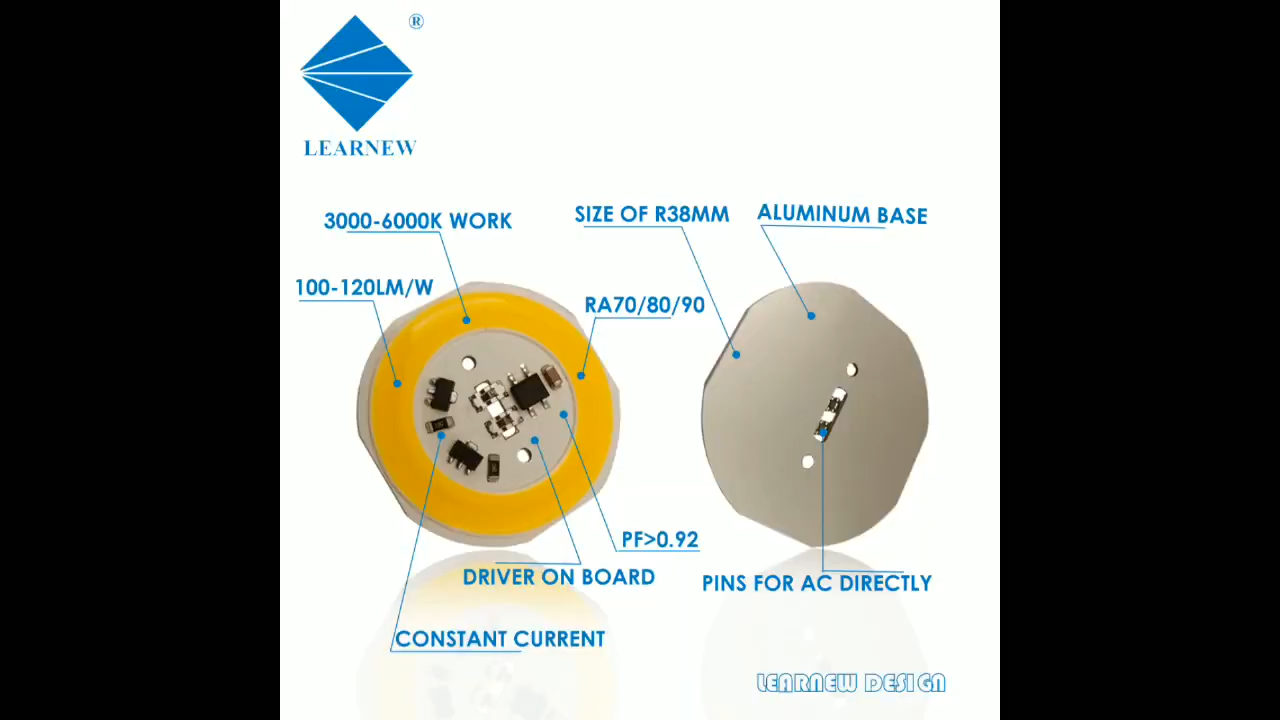 ®
LEARNEW
3000-6000K WORK
SIZE OF R38MM
ALUMINUM BASE
100-120LM/W
RA70/80/90
PF>0.92
DRIVER ON BOARD
PINS FOR AC DIRECTLY
CONSTANT CURRENT
LEARNEW DESIGN